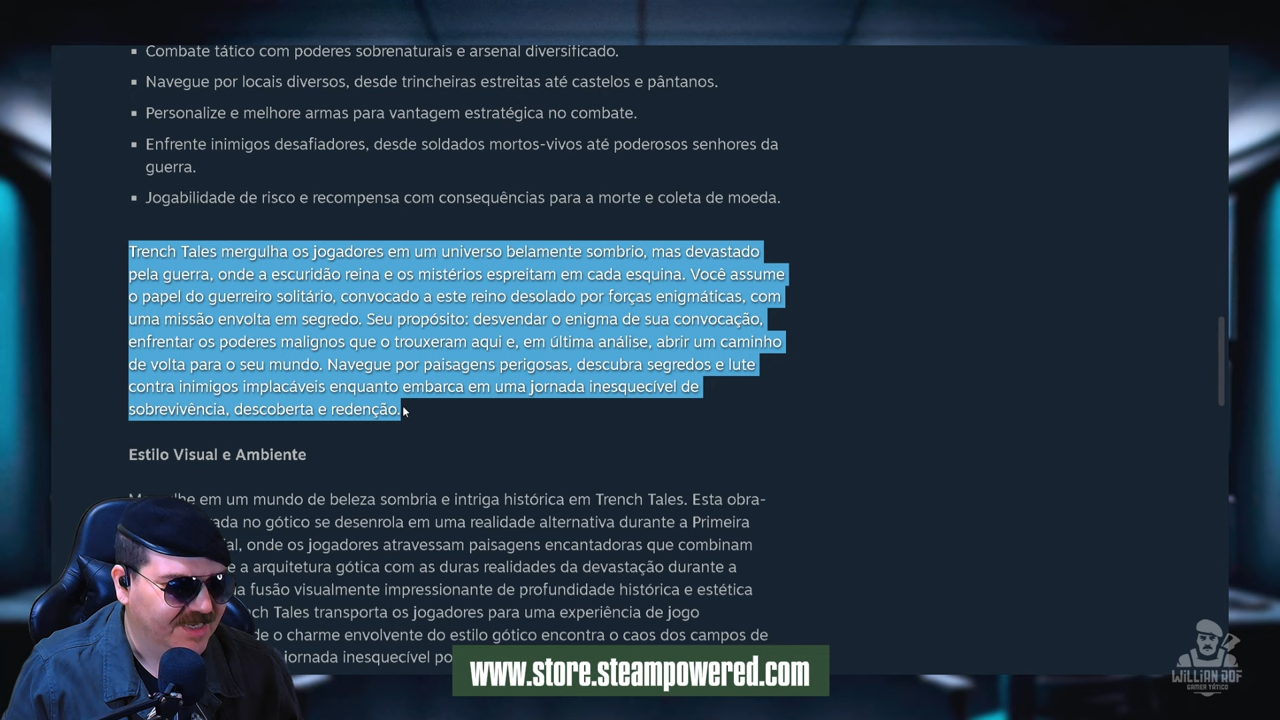 Combate tático com poderes sobrenaturais e arsenal diversificado.
Navegue por locais diversos, desde trincheiras estreitas até castelos e pântanos.
Personalize e melhore armas para vantagem estratégica no combate.
Enfrente inimigos desafiadores, desde soldados mortos-vivos até poderosos senhores da
guerra.
Jogabilidade de risco e recompensa com consequências para a morte e coleta de moeda.
Trench Tales mergulha os jogadores em um universo belamente sombrio, mas devastado
pela guerra, onde a escuridão reina e os mistérios espreitam em cada esquina. Você assume
o papel do guerreiro solitário, convocado a este reino desolado por forças enigmáticas, com
uma missão envolta em segredo. Seu propósito: desvendar o enigma de sua convocação,
enfrentar os poderes malignos que o trouxeram aqui e, em última análise, abrir um caminho
de volta para o seu mundo. Navegue por paisagens perigosas, descubra segredos e lute
contra inimigos implacáveis enquanto embarca em uma jornada inesquecível de
sobrevivência, descoberta e redenção.
Estilo Visual e Ambiente
em um mundo de beleza sombria e intriga histórica em Trench Tales. Esta obra-
no gótico se desenrola em uma realidade alternativa durante a Primeira
onde os jogadores atravessam paisagens encantadoras que combinam
e a arquitetura gótica com as duras realidades da devastação durante a
fusão visualmente impressionante de profundidade histórica e estética
Tales transporta os jogadores para uma experiência de jogo
o charme envolvente do estilo gótico encontra o caos dos campos de
jornada inesquecível
www.store.steampowered.com
WILLIAN ROF
GAMER TÁTICO